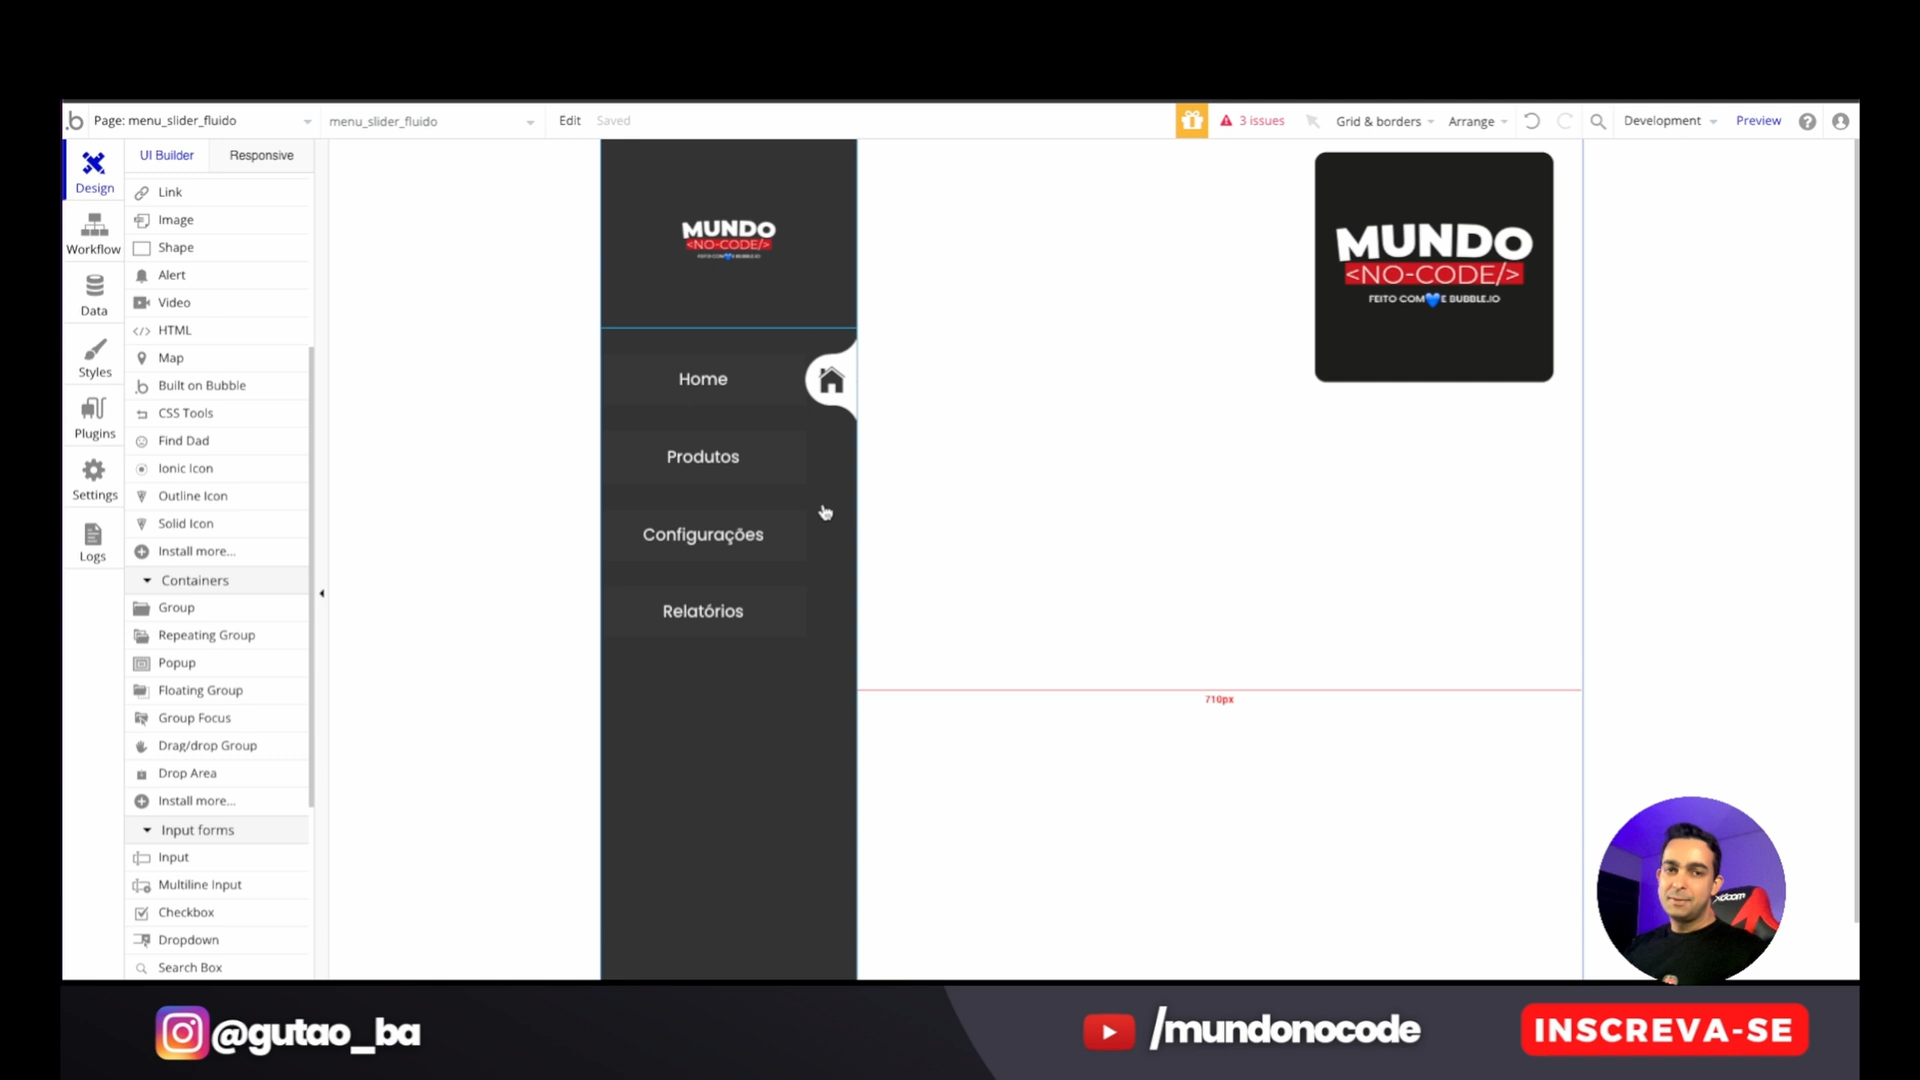 Page: menu_slider_fluido
menu_slider_fluido
Edit
Saved
3 issues
Grid & borders
Arrange
Development
Preview
Design
Workflow
Data
Styles
Plugins
Settings
Logs
UI Builder
Responsive
Link
Image
Shape
Alert
Video
HTML
Map
Built on Bubble
CSS Tools
Find Dad
Ionic Icon
Outline Icon
Solid Icon
Install more...
Containers
Group
Repeating Group
Popup
Floating Group
Group Focus
Drag/drop Group
Drop Area
Install more...
Input forms
Input
Multiline Input
Checkbox
Dropdown
Search Box
MUNDO
<NO-CODE/>
FEITO COM💙E BUBBLE.IO
Home
Produtos
Configurações
Relatórios
MUNDO
<NO-CODE/>
FEITO COM💙E BUBBLE.IO
710px
@gutao_ba
/mundonocode
INSCREVA-SE